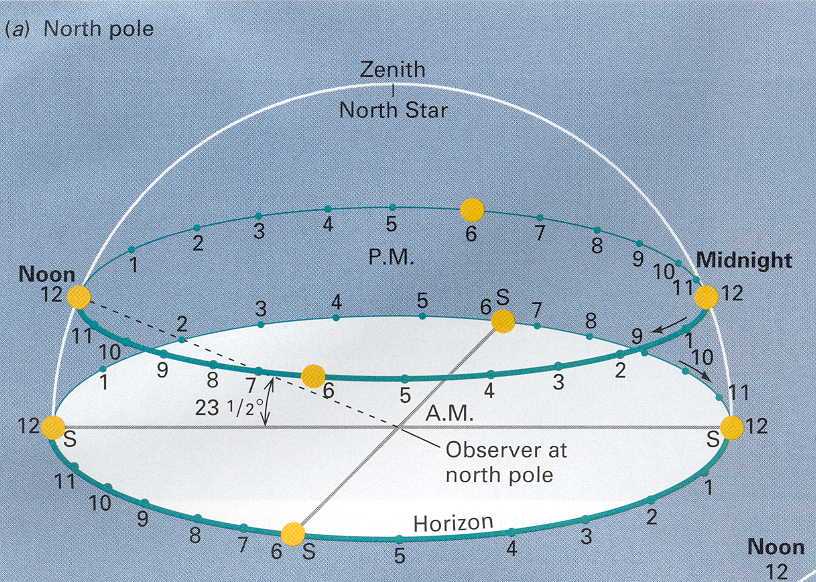 (a) North pole
Zenith
North Star
1 2 3 4 5 6 7 8 9 10 11
P.M.
Noon
12
Midnight
12
11 10 9 8 7 6 5 4 3 2 1
1 2 3 4 5 6 S 7 8 9 10 11
23 1/2°
A.M.
12 S
S 12
Observer at
north pole
11 10 9 8 7 6 S 5 4 3 2 1
Horizon
Noon
12